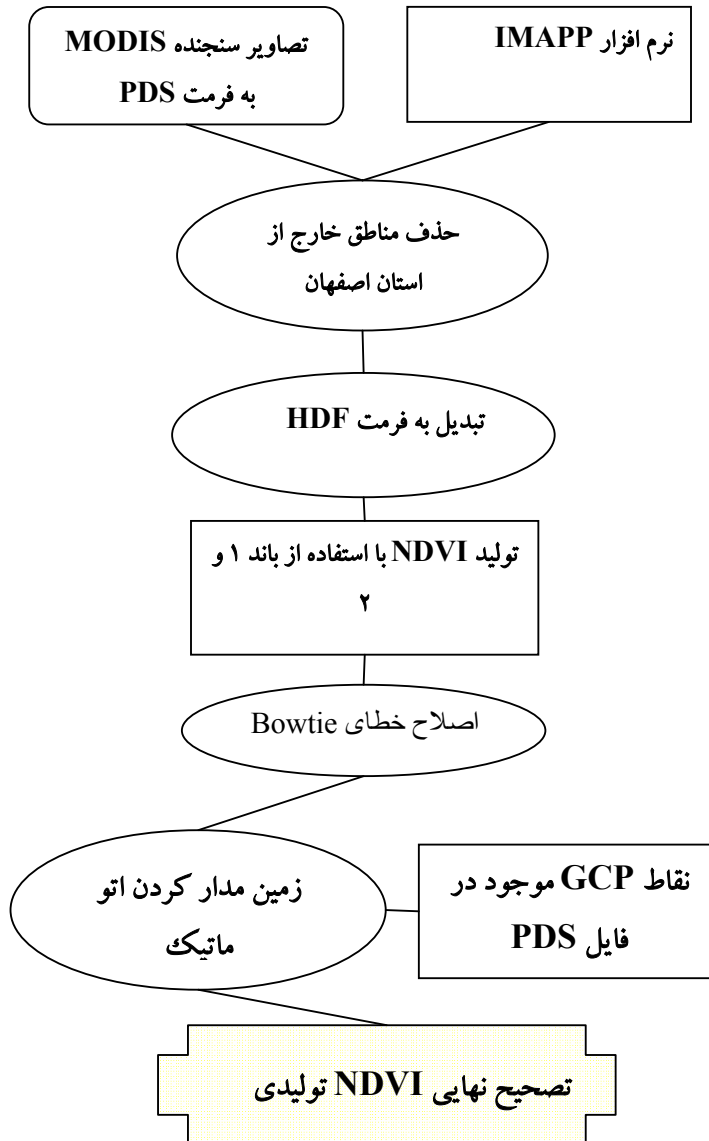 تصاویر سنجنده MODIS
به فرمت PDS
نرم افزار IMAPP
حذف مناطق خارج از
استان اصفهان
تبدیل به فرمت HDF
تولید NDVI با استفاده از باند ۱ و
۲
اصلاح خطای Bowtie
زمین مدار کردن اتو
ماتیک
نقاط GCP موجود در
فایل PDS
تصحیح نهایی NDVI تولیدی